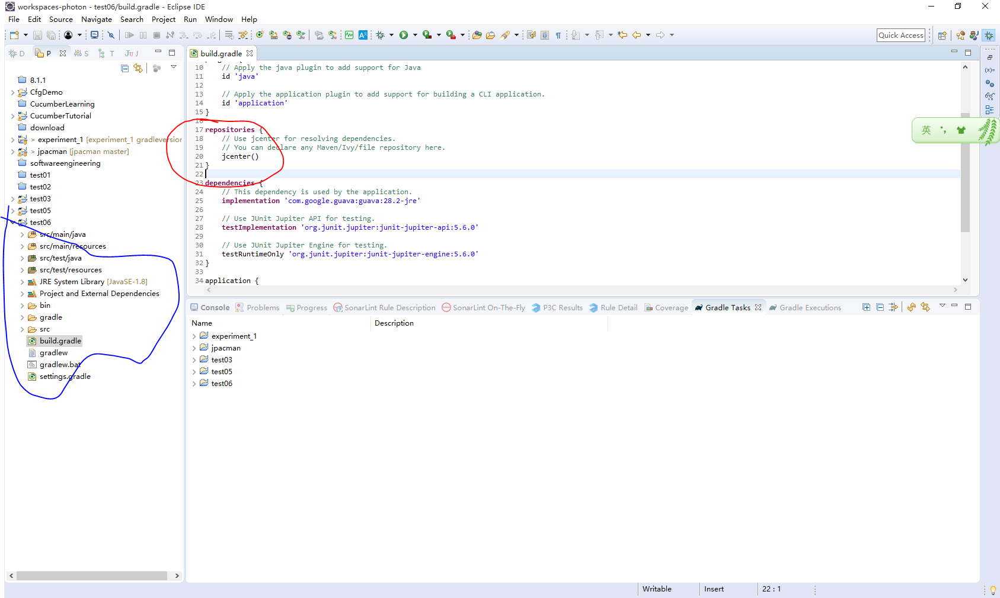 workspaces-photon - test06/build.gradle - Eclipse IDE
File Edit Source Navigate Search Project Run Window Help
Quick Access
D P S T Ju J
build.gradle
8.1.1
CfgDemo
CucumberLearning
CucumberTutorial
download
> experiment_1 [experiment_1 gradleversion
> jpacman [jpacman master]
softwareengineering
test01
test02
test03
test05
test06
src/main/java
src/main/resources
src/test/java
src/test/resources
JRE System Library [JavaSE-1.8]
Project and External Dependencies
bin
gradle
src
build.gradle
gradlew
gradlew.bat
settings.gradle
10 // Apply the java plugin to add support for Java
11 id 'java'
12
13 // Apply the application plugin to add support for building a CLI application.
14 id 'application'
15 }
16
17 repositories {
18 // Use jcenter for resolving dependencies.
19 // You can declare any Maven/Ivy/file repository here.
20 jcenter()
21 }
22
23 dependencies {
24 // This dependency is used by the application.
25 implementation 'com.google.guava:guava:28.2-jre'
26
27 // Use JUnit Jupiter API for testing.
28 testImplementation 'org.junit.jupiter:junit-jupiter-api:5.6.0'
29
30 // Use JUnit Jupiter Engine for testing.
31 testRuntimeOnly 'org.junit.jupiter:junit-jupiter-engine:5.6.0'
32 }
33
34 application {
(x)=
英
Console Problems Progress SonarLint Rule Description SonarLint On-The-Fly P3C Results Rule Detail Coverage Gradle Tasks Gradle Executions
Name Description
experiment_1
jpacman
test03
test05
test06
Writable Insert 22 : 1